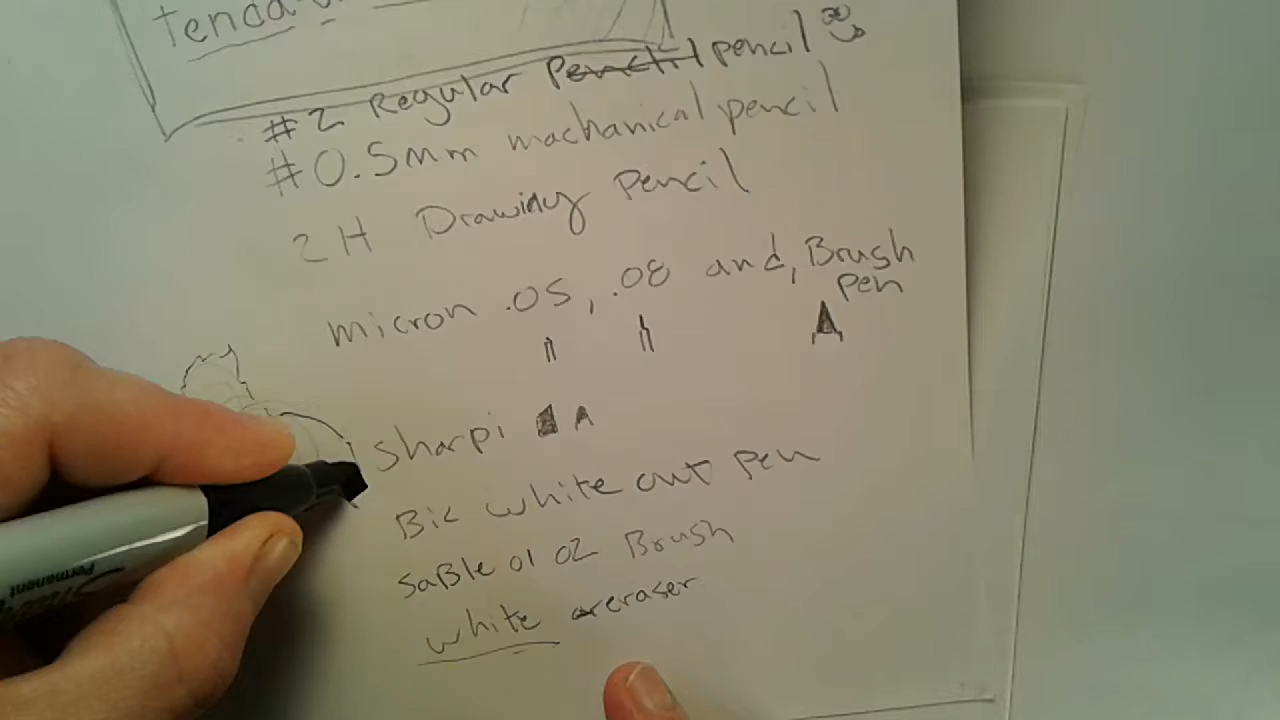 #2 Regular pencil pencil
#0.5mm machanical pencil
2H Drawing Pencil
micron .05, .08 and, Brush
pen
sharpi
Bic white out pen
SaBle 01 02 Brush
white eraser
Permanent